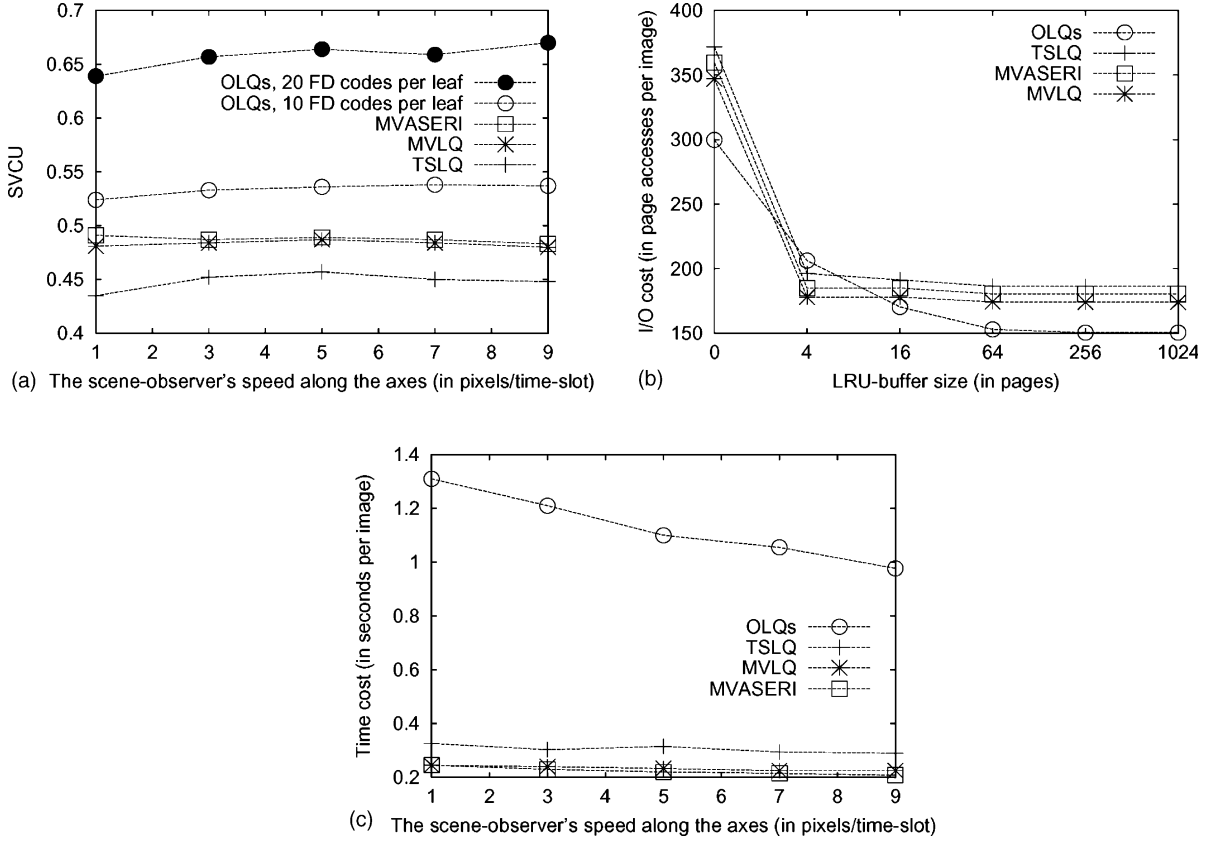 SVCU
0.7
0.65
0.6
0.55
0.5
0.45
0.4
OLQs, 20 FD codes per leaf
OLQs, 10 FD codes per leaf
MVASERI
MVLQ
TSLQ
1 2 3 4 5 6 7 8 9
(a) The scene-observer's speed along the axes (in pixels/time-slot)
I/O cost (in page accesses per image)
400
350
300
250
200
150
OLQs
TSLQ
MVASERI
MVLQ
0 4 16 64 256 1024
(b) LRU-buffer size (in pages)
Time cost (in seconds per image)
1.4
1.2
1
0.8
0.6
0.4
0.2
OLQs
TSLQ
MVLQ
MVASERI
1 2 3 4 5 6 7 8 9
(c) The scene-observer's speed along the axes (in pixels/time-slot)